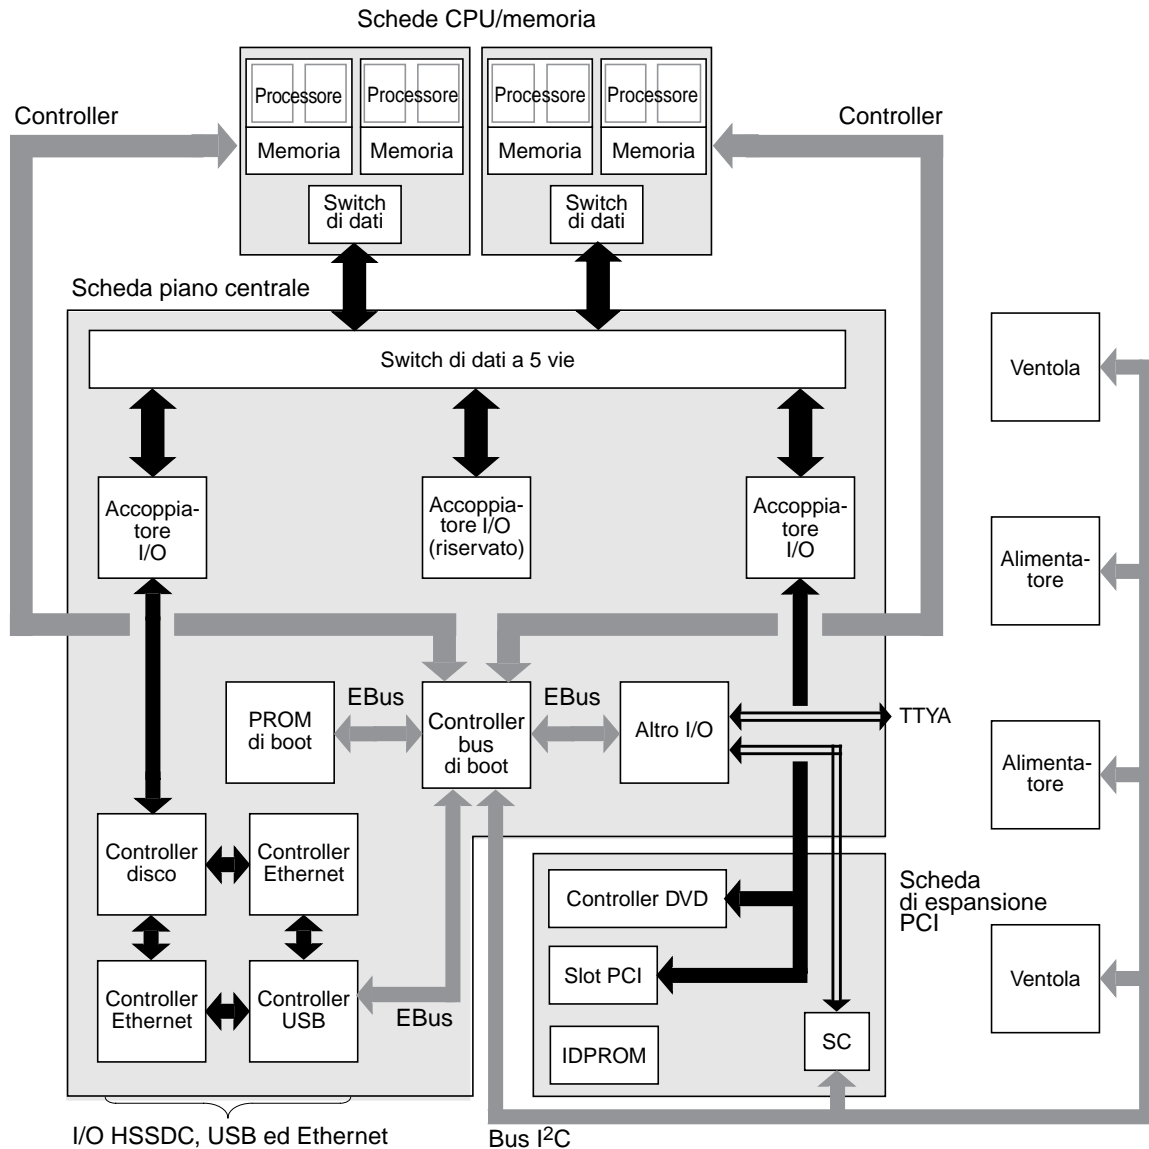 Schede CPU/memoria
Controller
Controller
Processore
Processore
Processore
Processore
Memoria
Memoria
Memoria
Memoria
Switch
di dati
Switch
di dati
Scheda piano centrale
Switch di dati a 5 vie
Ventola
Accoppia-
tore
I/O
Accoppia-
tore I/O
(riservato)
Accoppia-
tore
I/O
Alimenta-
tore
PROM
di boot
EBus
Controller
bus
di boot
EBus
Altro I/O
TTYA
Alimenta-
tore
Controller
disco
Controller
Ethernet
Controller
Ethernet
Controller
USB
EBus
Controller DVD
Slot PCI
IDPROM
SC
Scheda
di espansione
PCI
Ventola
I/O HSSDC, USB ed Ethernet
Bus I²C